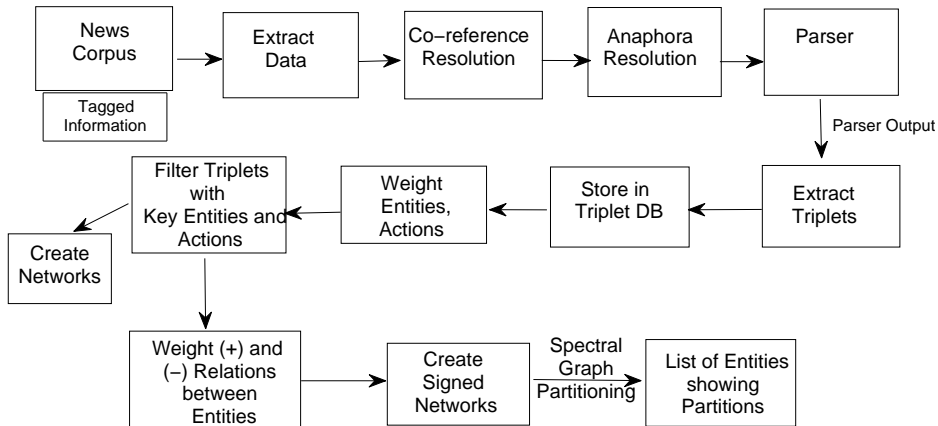 News
Corpus
Tagged
Information
Extract
Data
Co−reference
Resolution
Anaphora
Resolution
Parser
Parser Output
Extract
Triplets
Store in
Triplet DB
Weight
Entities,
Actions
Filter Triplets
with
Key Entities and
Actions
Create
Networks
Weight (+) and
(−) Relations
between
Entities
Create
Signed
Networks
Spectral
Graph
Partitioning
List of Entities
showing
Partitions